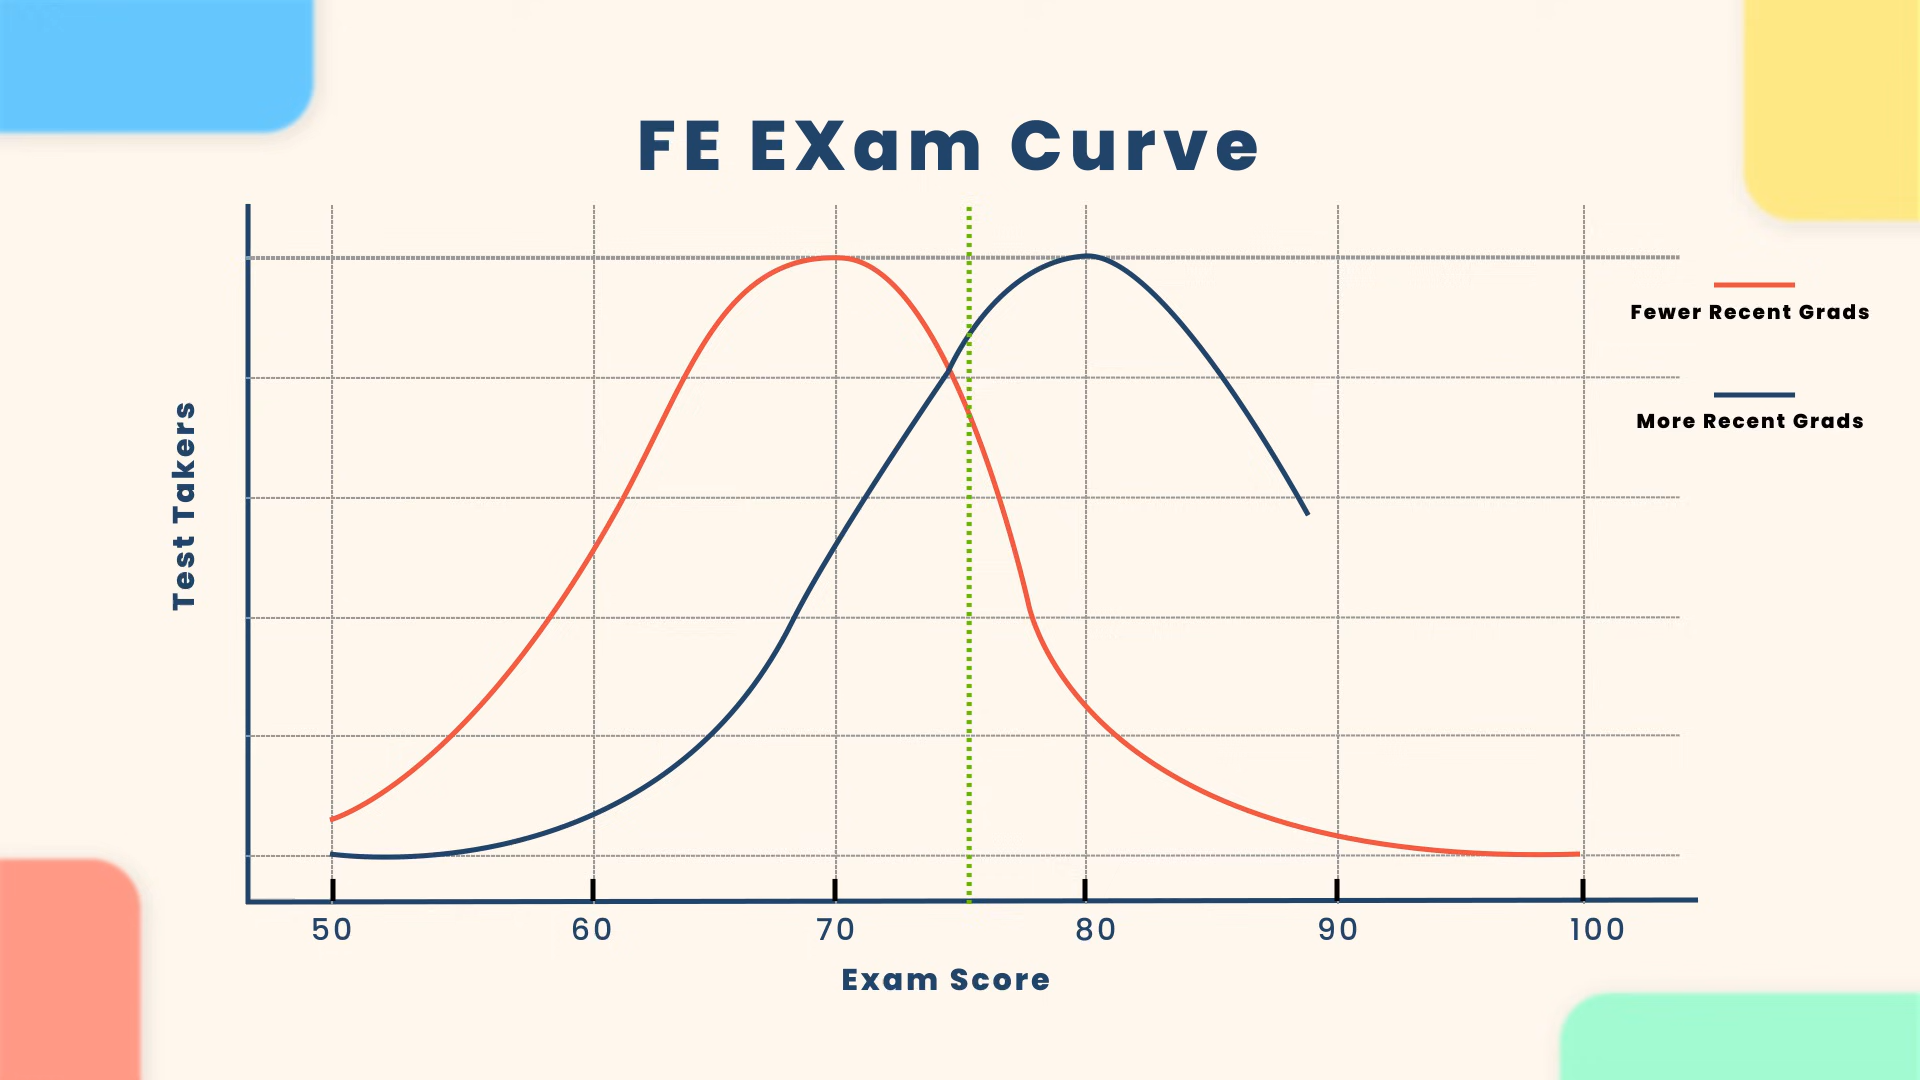 FE EXam Curve
Fewer Recent Grads
More Recent Grads
Test Takers
50 60 70 80 90 100
Exam Score